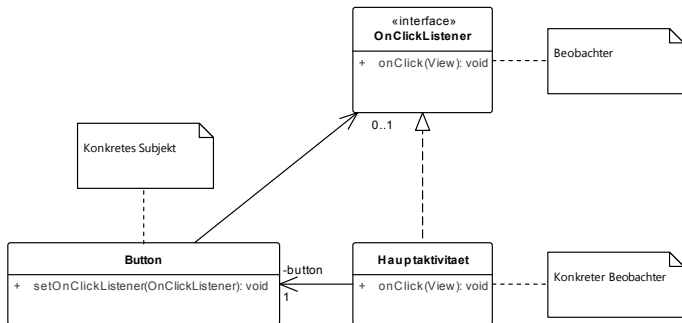 «interface»
OnClickListener
+ onClick(View): void
Beobachter
0..1
Konkretes Subjekt
Button
+ setOnClickListener(OnClickListener): void
-button
1
Hauptaktivitaet
+ onClick(View): void
Konkreter Beobachter